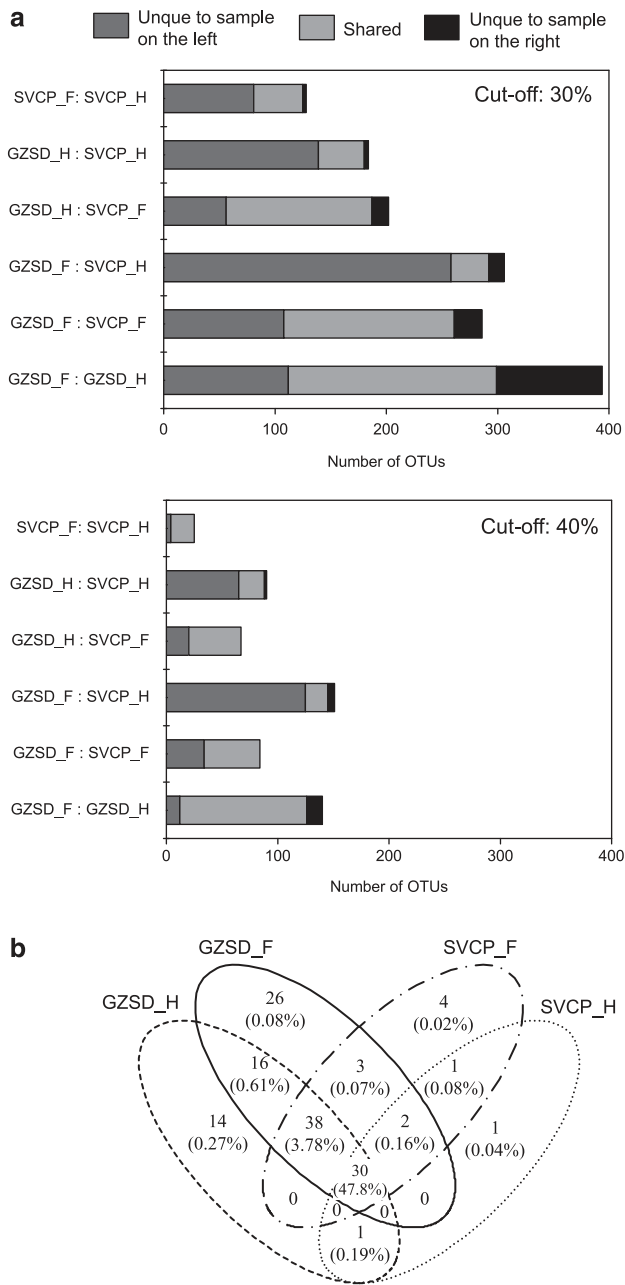 a
Unque to sample
on the left
Shared
Unque to sample
on the right
Cut-off: 30%
SVCP_F: SVCP_H
GZSD_H : SVCP_H
GZSD_H : SVCP_F
GZSD_F : SVCP_H
GZSD_F : SVCP_F
GZSD_F : GZSD_H
0 100 200 300 400
Number of OTUs
Cut-off: 40%
SVCP_F: SVCP_H
GZSD_H : SVCP_H
GZSD_H : SVCP_F
GZSD_F : SVCP_H
GZSD_F : SVCP_F
GZSD_F : GZSD_H
0 100 200 300 400
Number of OTUs
b
GZSD_F SVCP_F
GZSD_H SVCP_H
26 4
(0.08%) (0.02%)
16 3 1
(0.61%) (0.07%) (0.08%)
14 38 2 1
(0.27%) (3.78%) (0.16%) (0.04%)
30
(47.8%)
0 0 0 0
1
(0.19%)